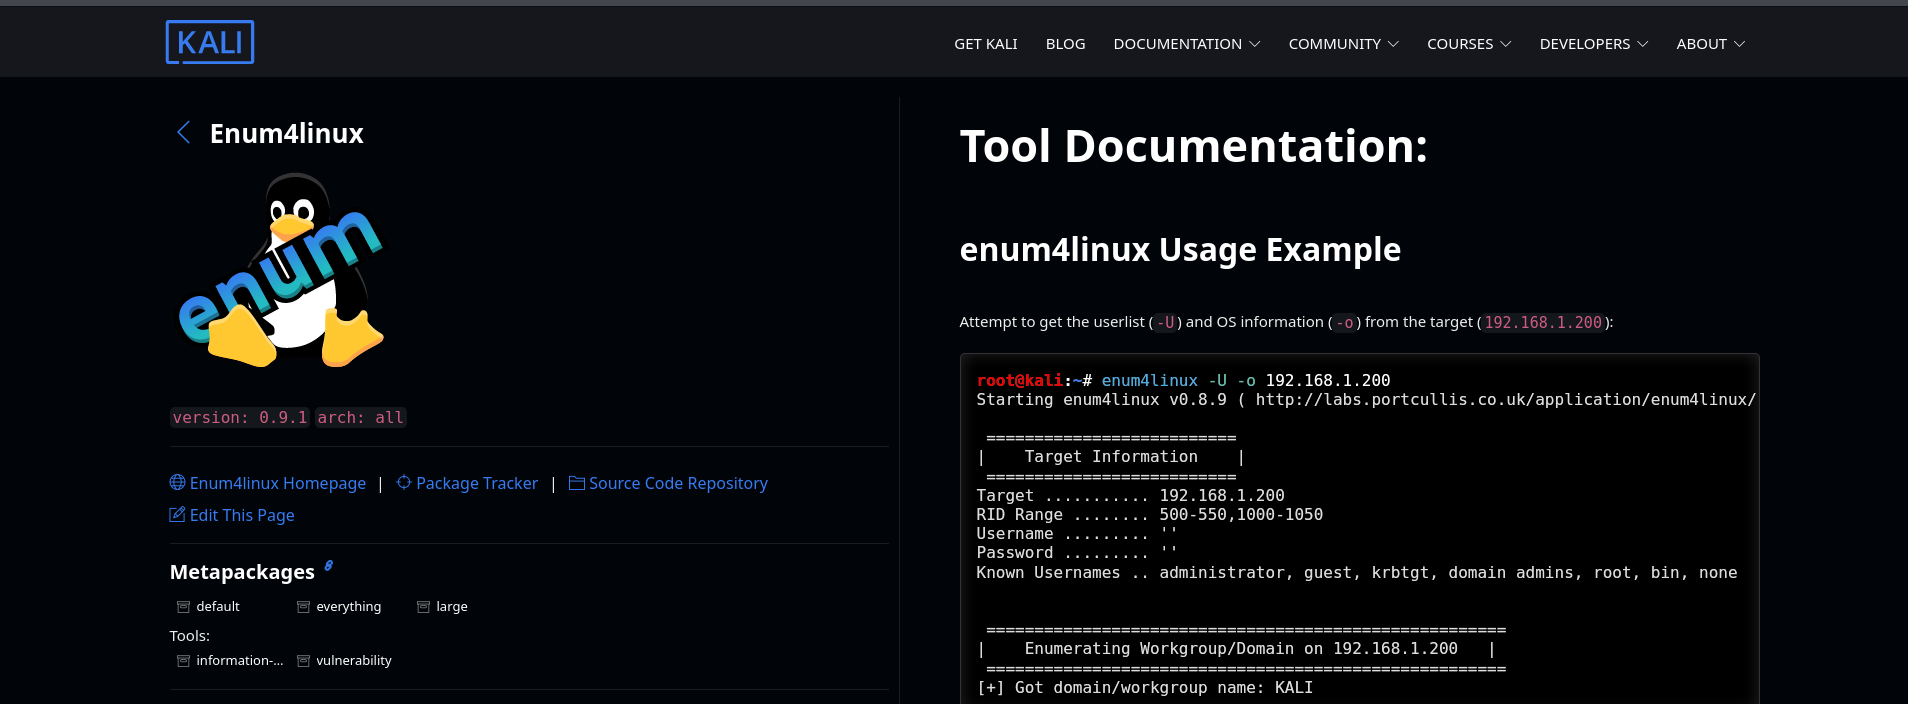 KALI
GET KALI BLOG DOCUMENTATION COMMUNITY COURSES DEVELOPERS ABOUT
Enum4linux
enum
version: 0.9.1 arch: all
Enum4linux Homepage | Package Tracker | Source Code Repository
Edit This Page
Metapackages
default everything large
Tools:
information-... vulnerability
Tool Documentation:
enum4linux Usage Example
Attempt to get the userlist (-U) and OS information (-o) from the target (192.168.1.200):
root@kali:~# enum4linux -U -o 192.168.1.200
Starting enum4linux v0.8.9 ( http://labs.portcullis.co.uk/application/enum4linux/
==========================
|    Target Information    |
==========================
Target ........... 192.168.1.200
RID Range ........ 500-550,1000-1050
Username ......... ''
Password ......... ''
Known Usernames .. administrator, guest, krbtgt, domain admins, root, bin, none
======================================================
|    Enumerating Workgroup/Domain on 192.168.1.200   |
======================================================
[+] Got domain/workgroup name: KALI